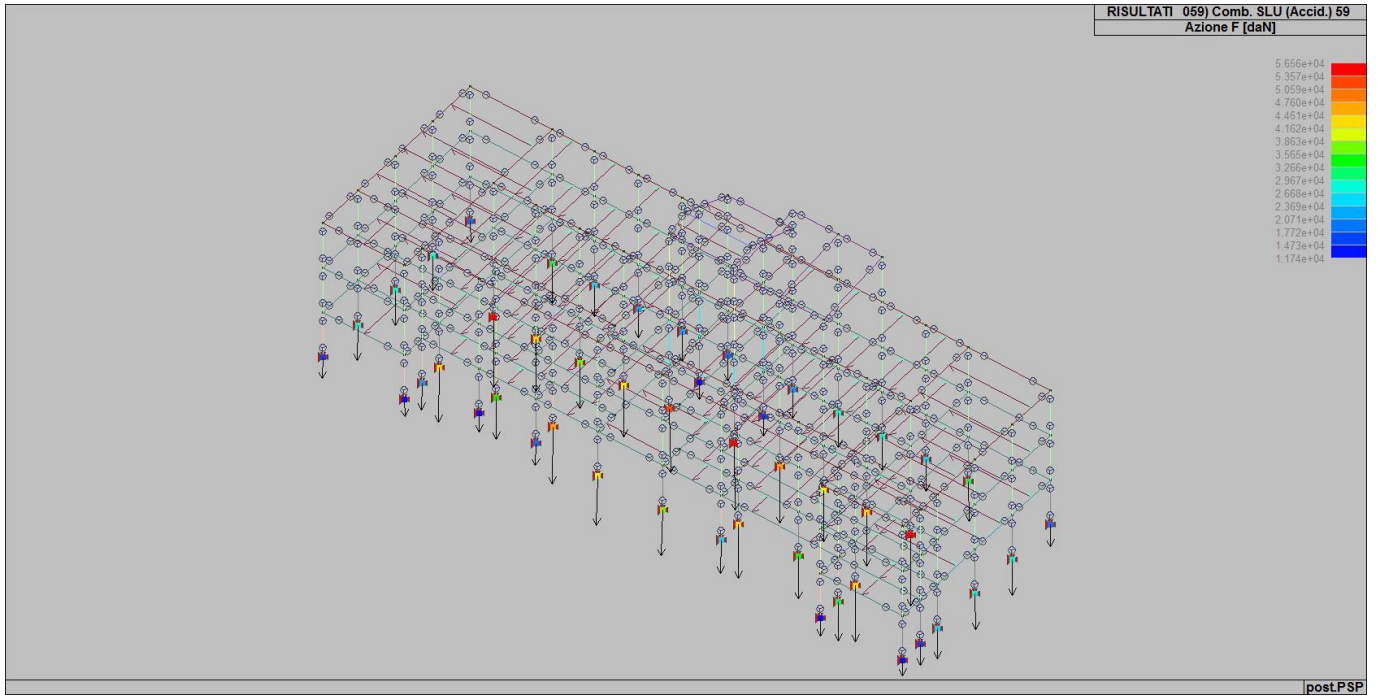 RISULTATI 059) Comb. SLU (Accid.) 59
Azione F [daN]
5.656e+04
5.357e+04
5.059e+04
4.760e+04
4.461e+04
4.162e+04
3.863e+04
3.565e+04
3.266e+04
2.967e+04
2.668e+04
2.369e+04
2.071e+04
1.772e+04
1.473e+04
1.174e+04
post.PSP